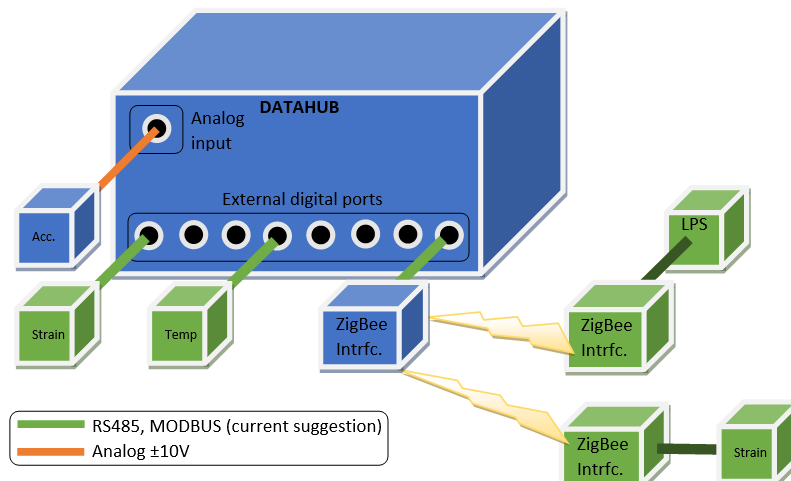 DATAHUB
Analog
input
External digital ports
Acc.
LPS
Strain
Temp
ZigBee
Intrfc.
ZigBee
Intrfc.
RS485, MODBUS (current suggestion)
Analog ±10V
ZigBee
Intrfc.
Strain